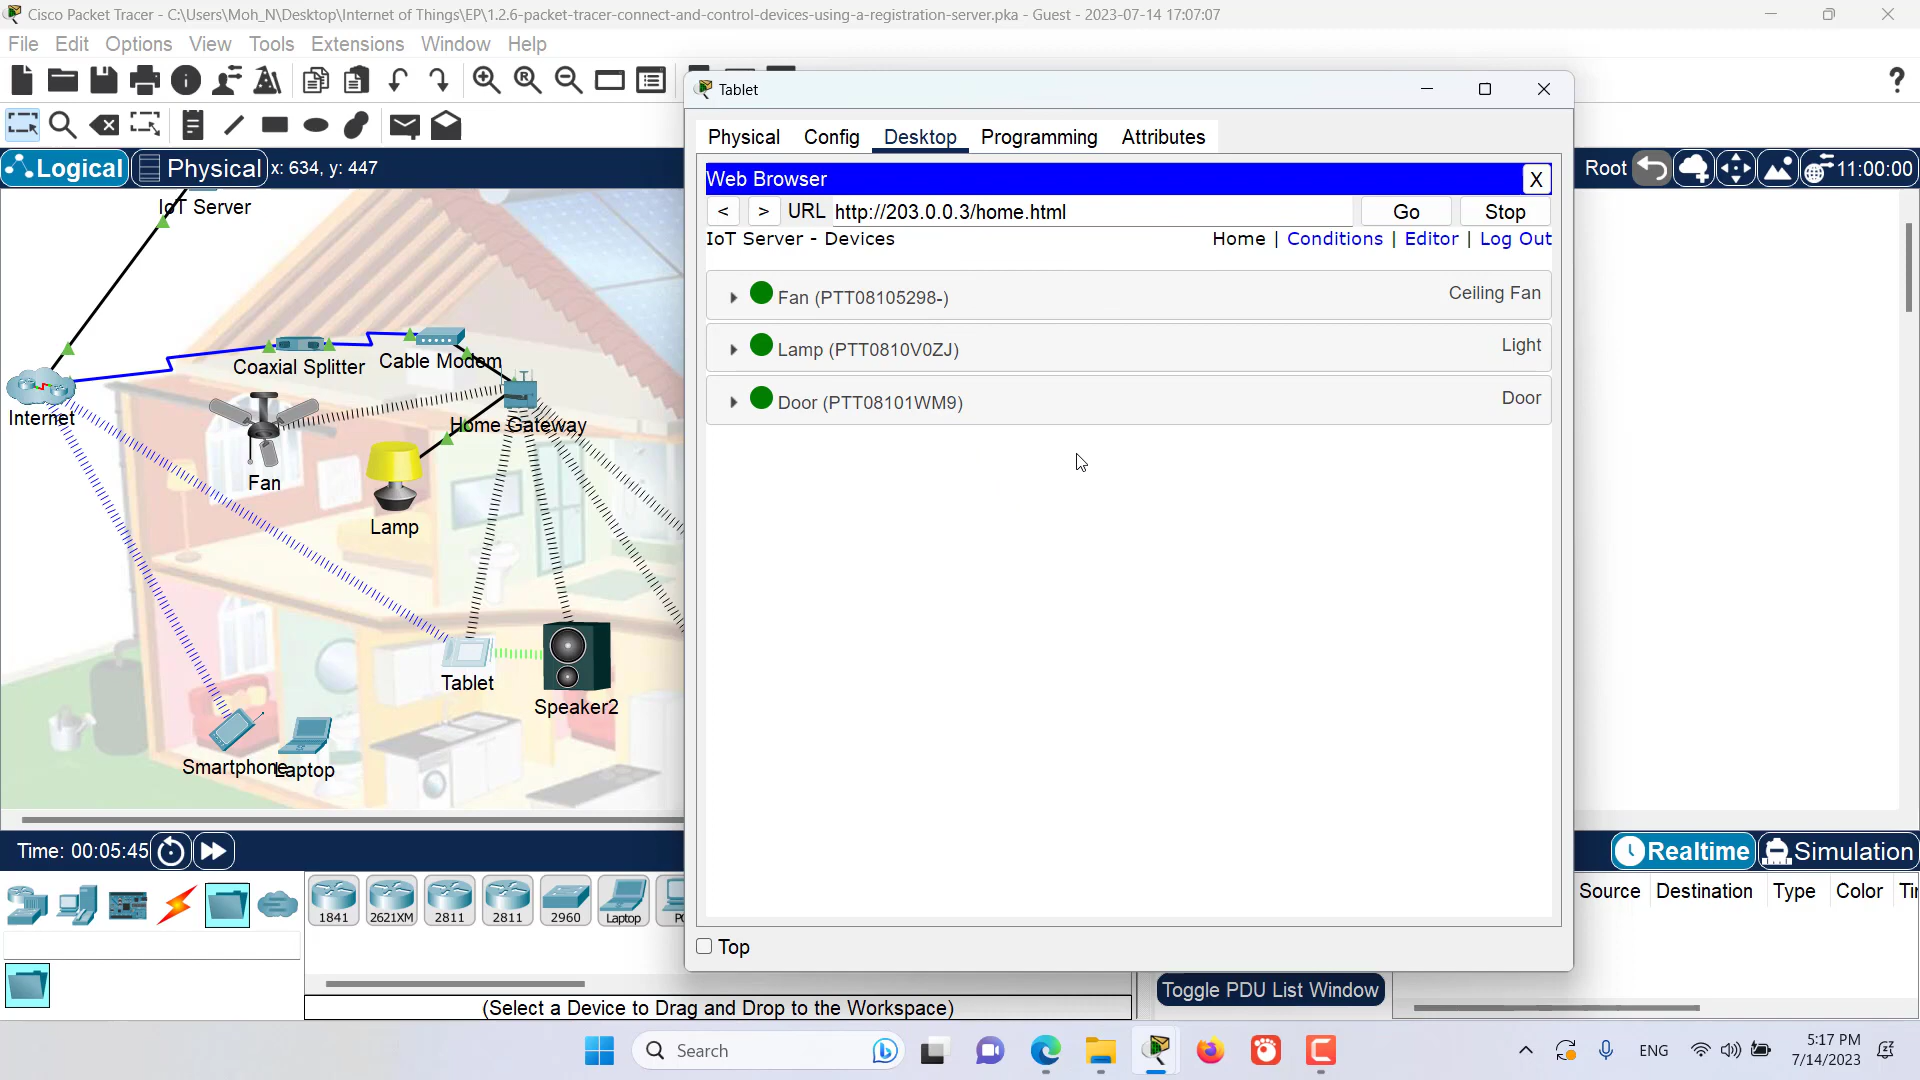 Cisco Packet Tracer - C:\Users\Moh_N\Desktop\Internet of Things\EP\1.2.6-packet-tracer-connect-and-control-devices-using-a-registration-server.pka - Guest - 2023-07-14 17:07:07
File Edit Options View Tools Extensions Window Help
Tablet
Physical Config Desktop Programming Attributes
Logical Physical x: 634, y: 447
Root 11:00:00
Web Browser X
< > URL http://203.0.0.3/home.html Go Stop
IoT Server - Devices Home | Conditions | Editor | Log Out
Fan (PTT08105298-) Ceiling Fan
Lamp (PTT0810V0ZJ) Light
Door (PTT08101WM9) Door
Top
IoT Server
Coaxial Splitter
Cable Modem
Internet
Home Gateway
Fan
Lamp
Tablet
Speaker2
Smartphone
Laptop
Time: 00:05:45
Realtime Simulation
1841 2621XM 2811 2811 2960 Laptop
Source Destination Type Color
Toggle PDU List Window
(Select a Device to Drag and Drop to the Workspace)
Search
ENG
5:17 PM
7/14/2023